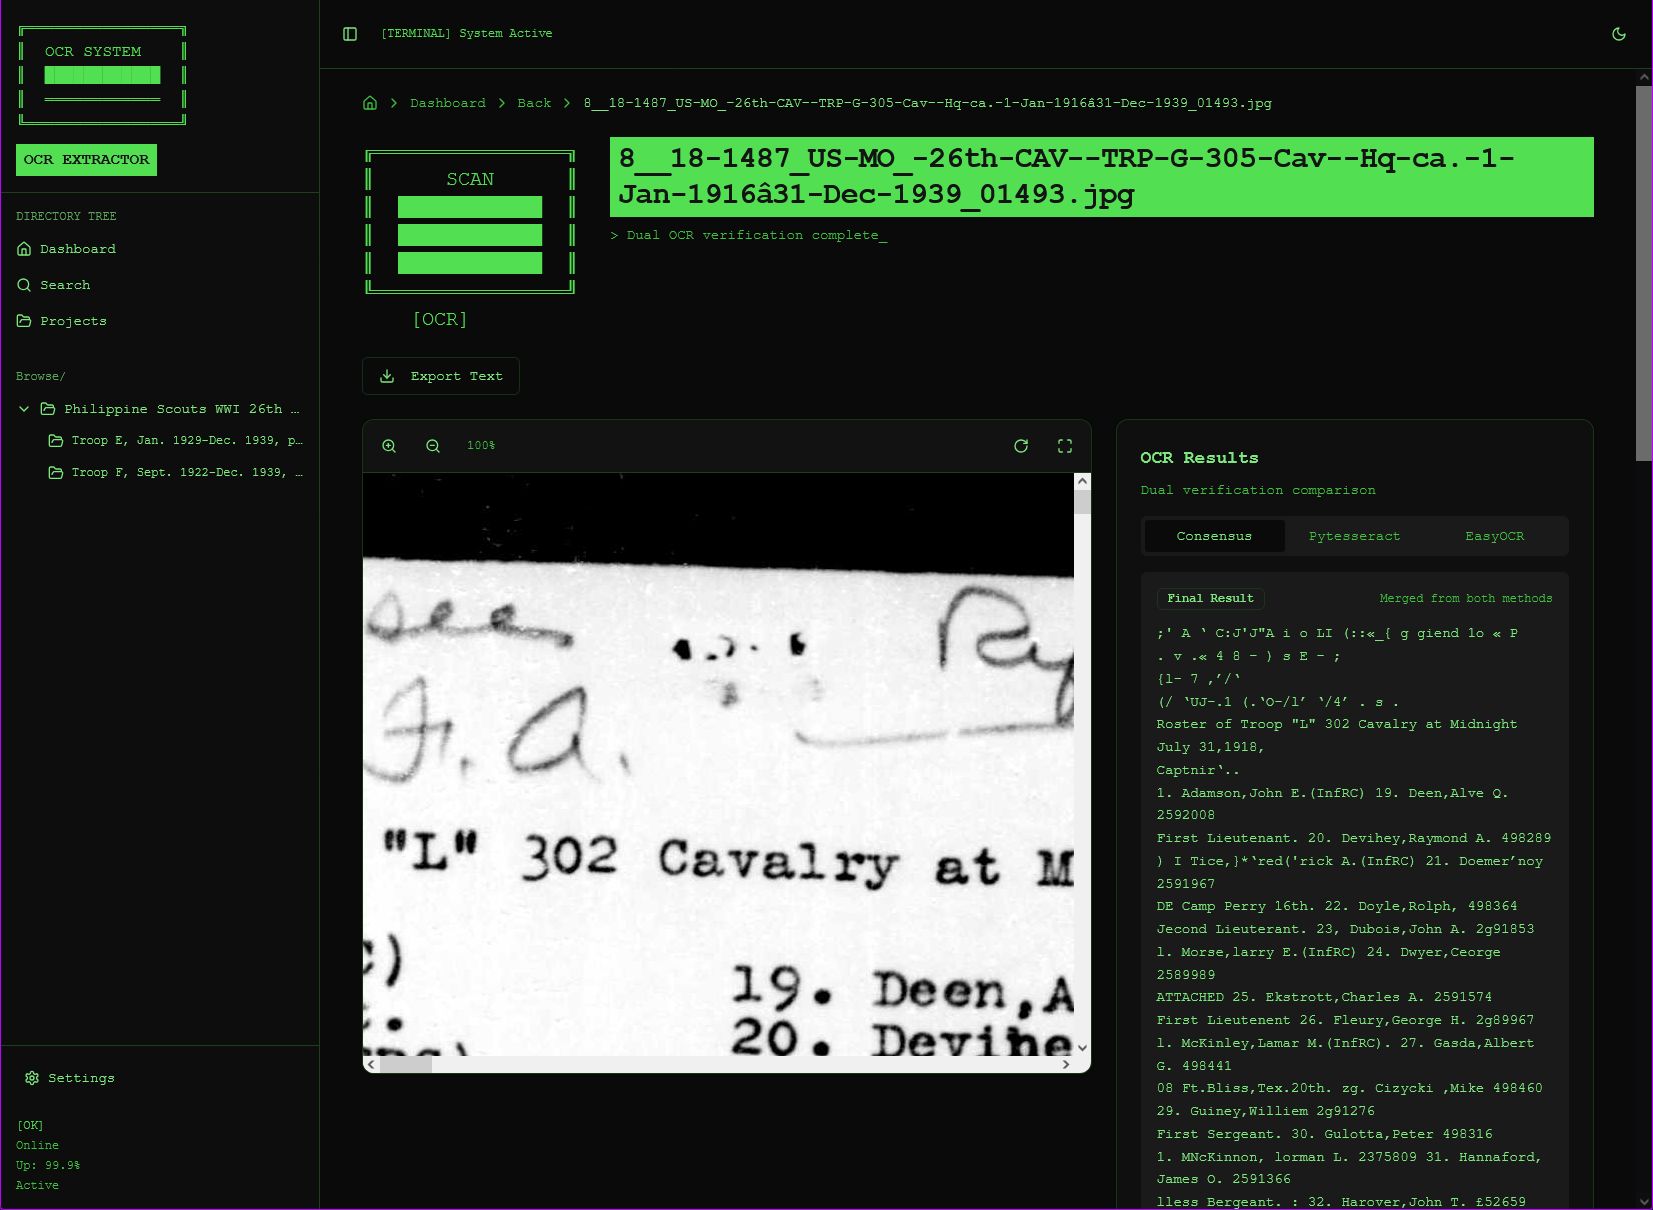 OCR SYSTEM
OCR EXTRACTOR
DIRECTORY TREE
Dashboard
Search
Projects
Browse/
Philippine Scouts WWI 26th …
Troop E, Jan. 1929-Dec. 1939, p…
Troop F, Sept. 1922-Dec. 1939, …
Settings
[OK]
Online
Up: 99.9%
Active
[TERMINAL] System Active
Dashboard > Back > 8__18-1487_US-MO_-26th-CAV--TRP-G-305-Cav--Hq-ca.-1-Jan-1916â31-Dec-1939_01493.jpg
SCAN
[OCR]
8__18-1487_US-MO_-26th-CAV--TRP-G-305-Cav--Hq-ca.-1-
Jan-1916â31-Dec-1939_01493.jpg
> Dual OCR verification complete_
Export Text
100%
see Ry
F. A.
"L" 302 Cavalry at M
19. Deen,A
20. Devihe
OCR Results
Dual verification comparison
Consensus Pytesseract EasyOCR
Final Result Merged from both methods
;' A ‘ C:J'J"A i o LI (::«_{ g giend lo « P
. v .« 4 8 - ) s E - ;
{l- 7 ,’/‘
(/ ‘UJ-.1 (.‘O-/l’ ‘/4’ . s .
Roster of Troop "L" 302 Cavalry at Midnight
July 31,1918,
Captnir‘..
1. Adamson,John E.(InfRC) 19. Deen,Alve Q.
2592008
First Lieutenant. 20. Devihey,Raymond A. 498289
) I Tice,}*‘red('rick A.(InfRC) 21. Doemer’noy
2591967
DE Camp Perry 16th. 22. Doyle,Rolph, 498364
Jecond Lieuterant. 23, Dubois,John A. 2g91853
l. Morse,larry E.(InfRC) 24. Dwyer,Ceorge
2589989
ATTACHED 25. Ekstrott,Charles A. 2591574
First Lieutenent 26. Fleury,George H. 2g89967
l. McKinley,Lamar M.(InfRC). 27. Gasda,Albert
G. 498441
08 Ft.Bliss,Tex.20th. zg. Cizycki ,Mike 498460
29. Guiney,Williem 2g91276
First Sergeant. 30. Gulotta,Peter 498316
1. MNcKinnon, lorman L. 2375809 31. Hannaford,
James O. 2591366
lless Bergeant. : 32. Harover,John T. £52659